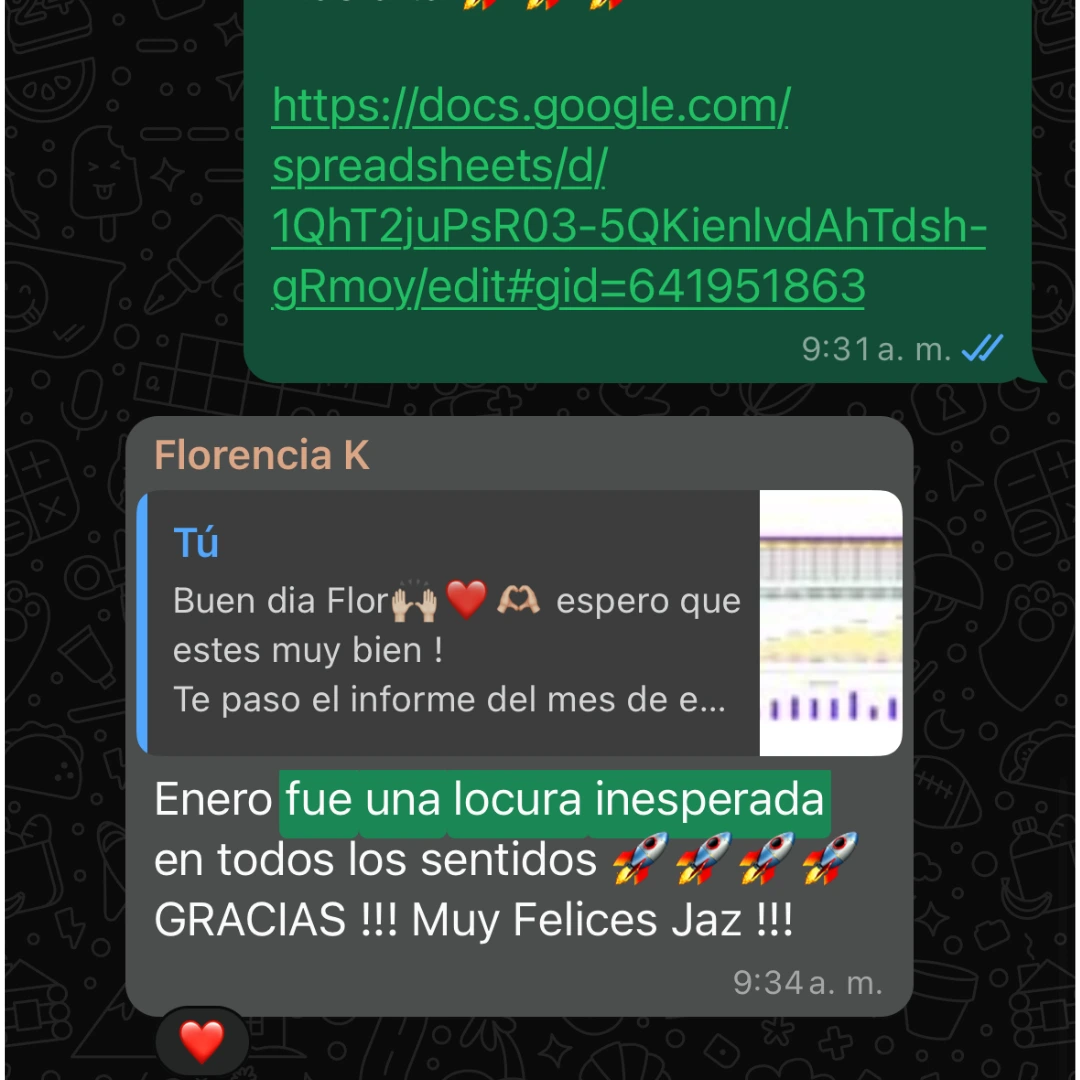 https://docs.google.com/
spreadsheets/d/
1QhT2juPsR03-5QKienlvdAhTdsh-
gRmoy/edit#gid=641951863
9:31 a. m.
Florencia K
Tú
Buen dia Flor🙌🏼❤️🫶🏼 espero que
estes muy bien !
Te paso el informe del mes de e...
Enero fue una locura inesperada
en todos los sentidos 🚀🚀🚀🚀
GRACIAS !!! Muy Felices Jaz !!!
9:34 a. m.
❤️